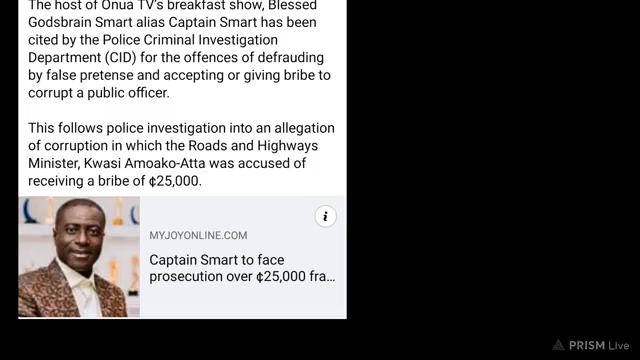 The host of Onua TV's breakfast show, Blessed
Godsbrain Smart alias Captain Smart has been
cited by the Police Criminal Investigation
Department (CID) for the offences of defrauding
by false pretense and accepting or giving bribe to
corrupt a public officer.
This follows police investigation into an allegation
of corruption in which the Roads and Highways
Minister, Kwasi Amoako-Atta was accused of
receiving a bribe of ¢25,000.
i
MYJOYONLINE.COM
Captain Smart to face
prosecution over ¢25,000 fra...
PRISM Live